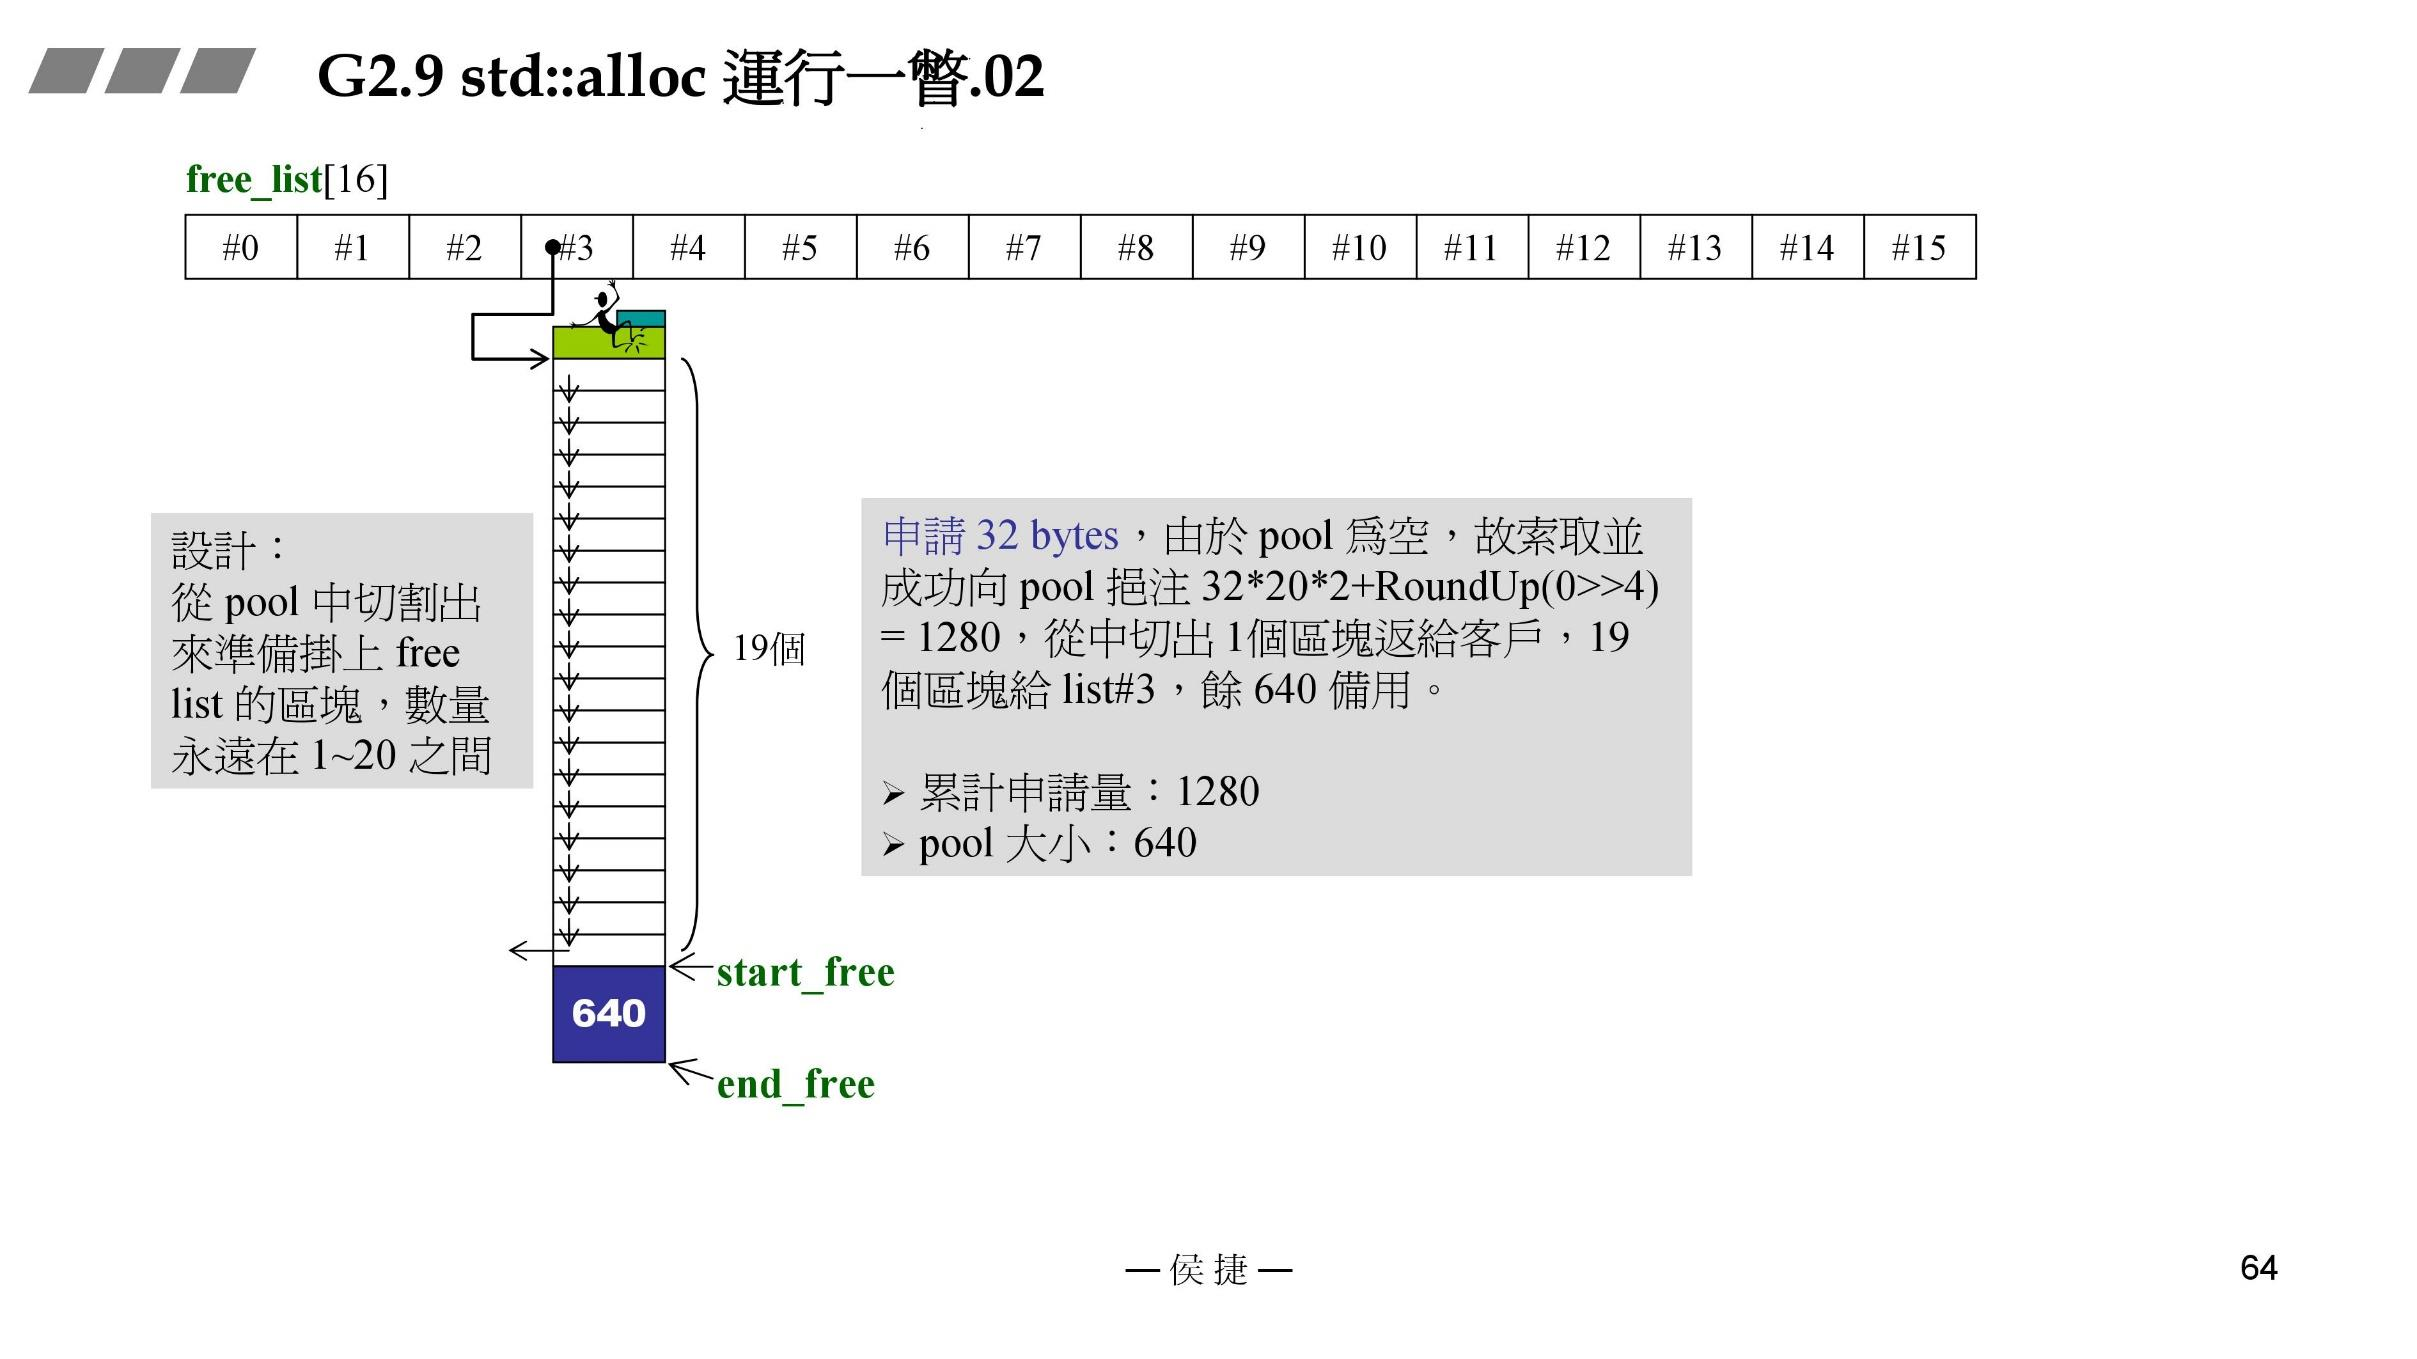 G2.9 std::alloc 運行一瞥.02
free_list[16]
#0 #1 #2 #3 #4 #5 #6 #7 #8 #9 #10 #11 #12 #13 #14 #15
設計：
從 pool 中切割出
來準備掛上 free
list 的區塊，數量
永遠在 1~20 之間
19個
申請 32 bytes，由於 pool 爲空，故索取並
成功向 pool 挹注 32*20*2+RoundUp(0>>4)
= 1280，從中切出 1個區塊返給客戶，19
個區塊給 list#3，餘 640 備用。
➢ 累計申請量：1280
➢ pool 大小：640
start_free
640
end_free
— 侯 捷 —
64